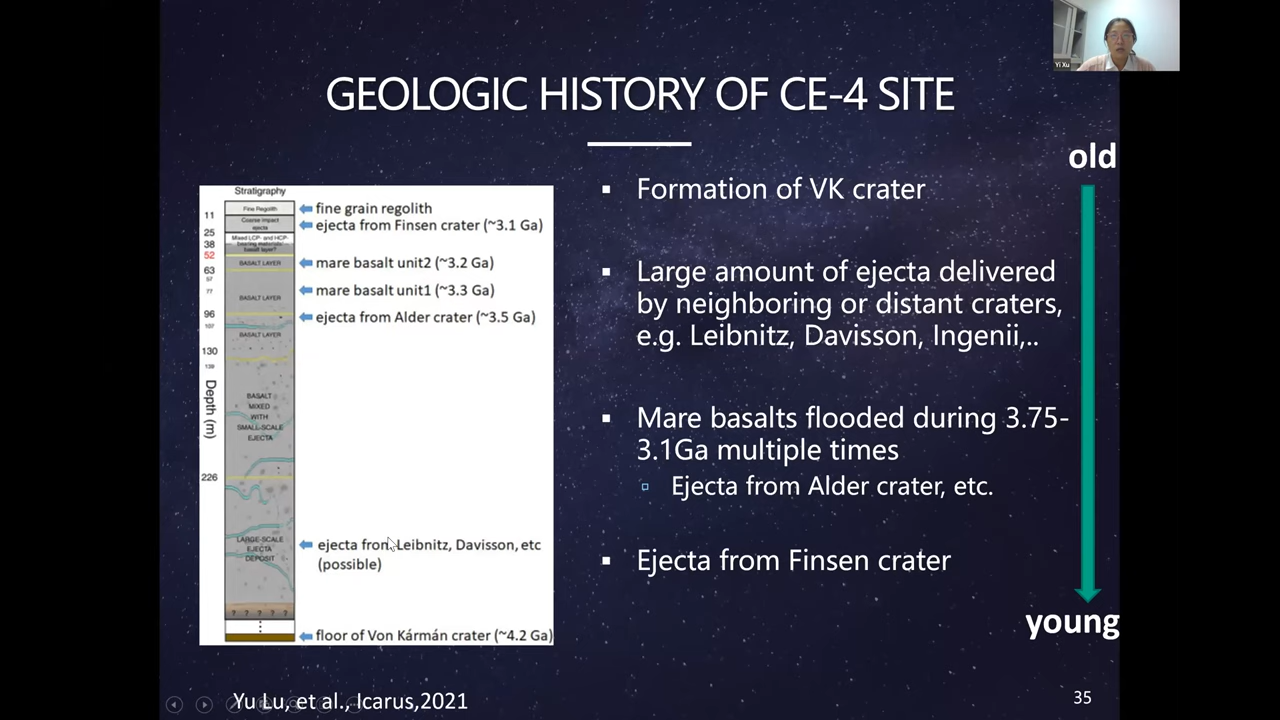 Yi Xu
GEOLOGIC HISTORY OF CE-4 SITE
Stratigraphy
Fine Regolith
11
Coarse impact
ejecta
25
Mixed LCP- and HCP-
bearing materials:
basalt layer?
38
52
BASALT LAYER
63
67
77
BASALT LAYER
96
107
BASALT LAYER
130
139
Depth (m)
BASALT
MIXED
WITH
SMALL-SCALE
EJECTA
226
LARGE-SCALE
EJECTA
DEPOSIT
? ? ? ? ?
fine grain regolith
ejecta from Finsen crater (~3.1 Ga)
mare basalt unit2 (~3.2 Ga)
mare basalt unit1 (~3.3 Ga)
ejecta from Alder crater (~3.5 Ga)
ejecta from Leibnitz, Davisson, etc
(possible)
floor of Von Kármán crater (~4.2 Ga)
▪ Formation of VK crater
▪ Large amount of ejecta delivered
by neighboring or distant craters,
e.g. Leibnitz, Davisson, Ingenii,..
▪ Mare basalts flooded during 3.75-
3.1Ga multiple times
▫ Ejecta from Alder crater, etc.
▪ Ejecta from Finsen crater
old
young
Yu Lu, et al., Icarus,2021
35